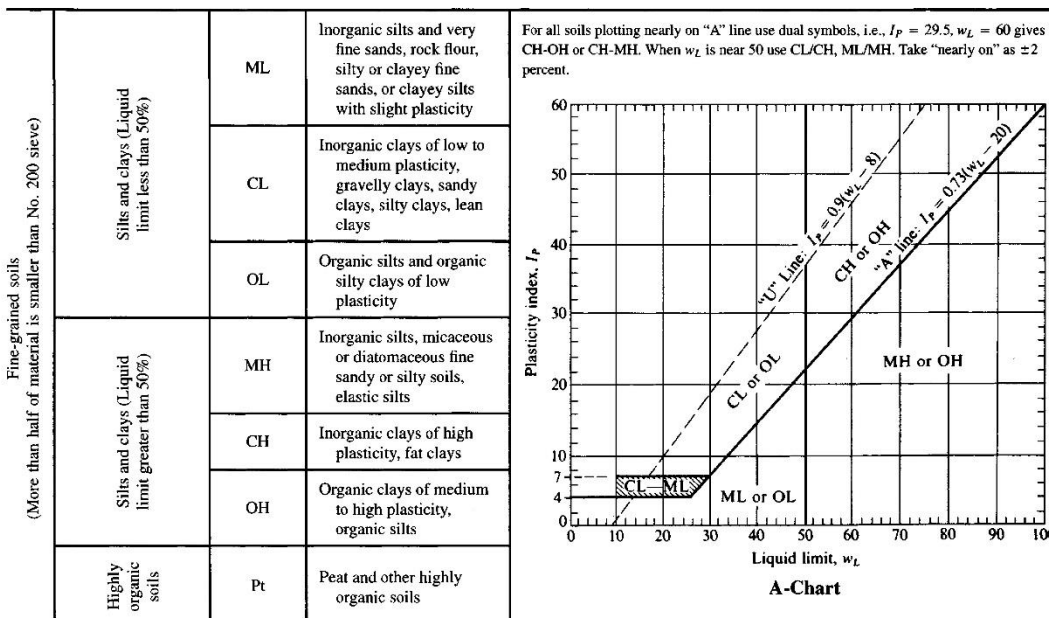 Fine-grained soils
(More than half of material is smaller than No. 200 sieve)
Silts and clays (Liquid
limit less than 50%)
ML
Inorganic silts and very
fine sands, rock flour,
silty or clayey fine
sands, or clayey silts
with slight plasticity
CL
Inorganic clays of low to
medium plasticity,
gravelly clays, sandy
clays, silty clays, lean
clays
OL
Organic silts and organic
silty clays of low
plasticity
Silts and clays (Liquid
limit greater than 50%)
MH
Inorganic silts, micaceous
or diatomaceous fine
sandy or silty soils,
elastic silts
CH
Inorganic clays of high
plasticity, fat clays
OH
Organic clays of medium
to high plasticity,
organic silts
Highly
organic
soils
Pt
Peat and other highly
organic soils
For all soils plotting nearly on “A” line use dual symbols, i.e., I_P = 29.5, w_L = 60 gives
CH-OH or CH-MH. When w_L is near 50 use CL/CH, ML/MH. Take “nearly on” as ±2
percent.
Plasticity index, I_P
60
50
40
30
20
10
7
4
0
“U” Line: I_P = 0.9(w_L − 8)
“A” line: I_P = 0.73(w_L − 20)
CH or OH
CL or OL
MH or OH
CL—ML
ML or OL
0 10 20 30 40 50 60 70 80 90 100
Liquid limit, w_L
A-Chart